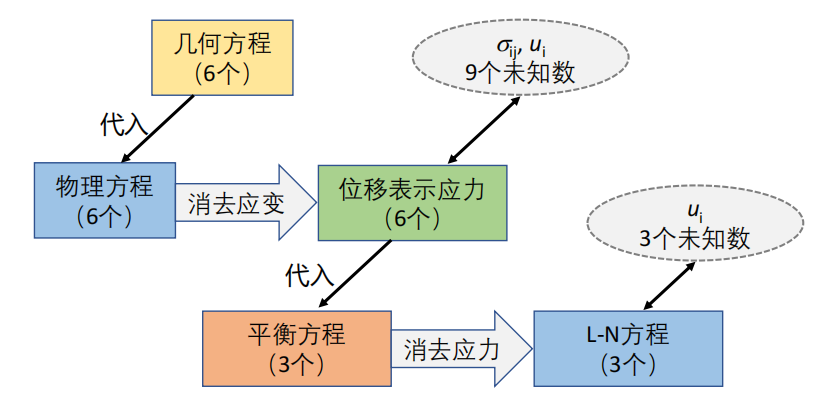 几何方程
（6个）
σij, ui
9个未知数
代入
物理方程
（6个）
消去应变
位移表示应力
（6个）
ui
3个未知数
代入
平衡方程
（3个）
消去应力
L-N方程
（3个）